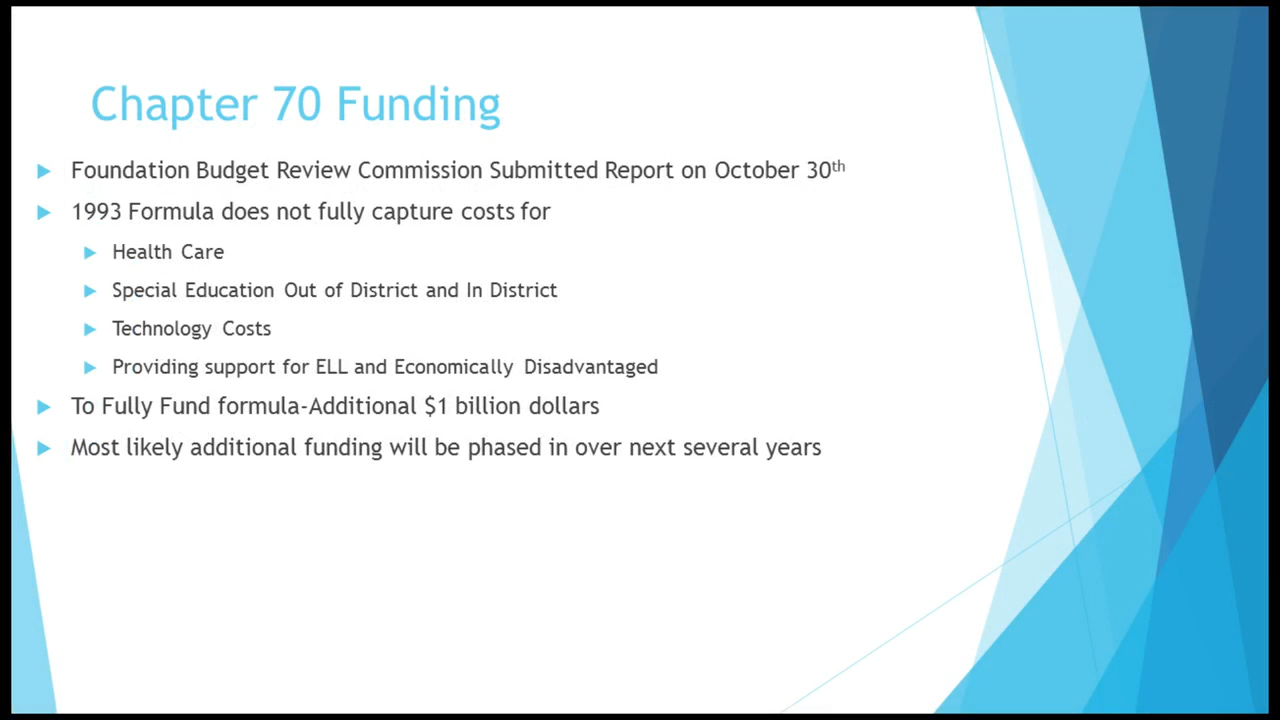 Chapter 70 Funding
Foundation Budget Review Commission Submitted Report on October 30th
1993 Formula does not fully capture costs for
Health Care
Special Education Out of District and In District
Technology Costs
Providing support for ELL and Economically Disadvantaged
To Fully Fund formula-Additional $1 billion dollars
Most likely additional funding will be phased in over next several years